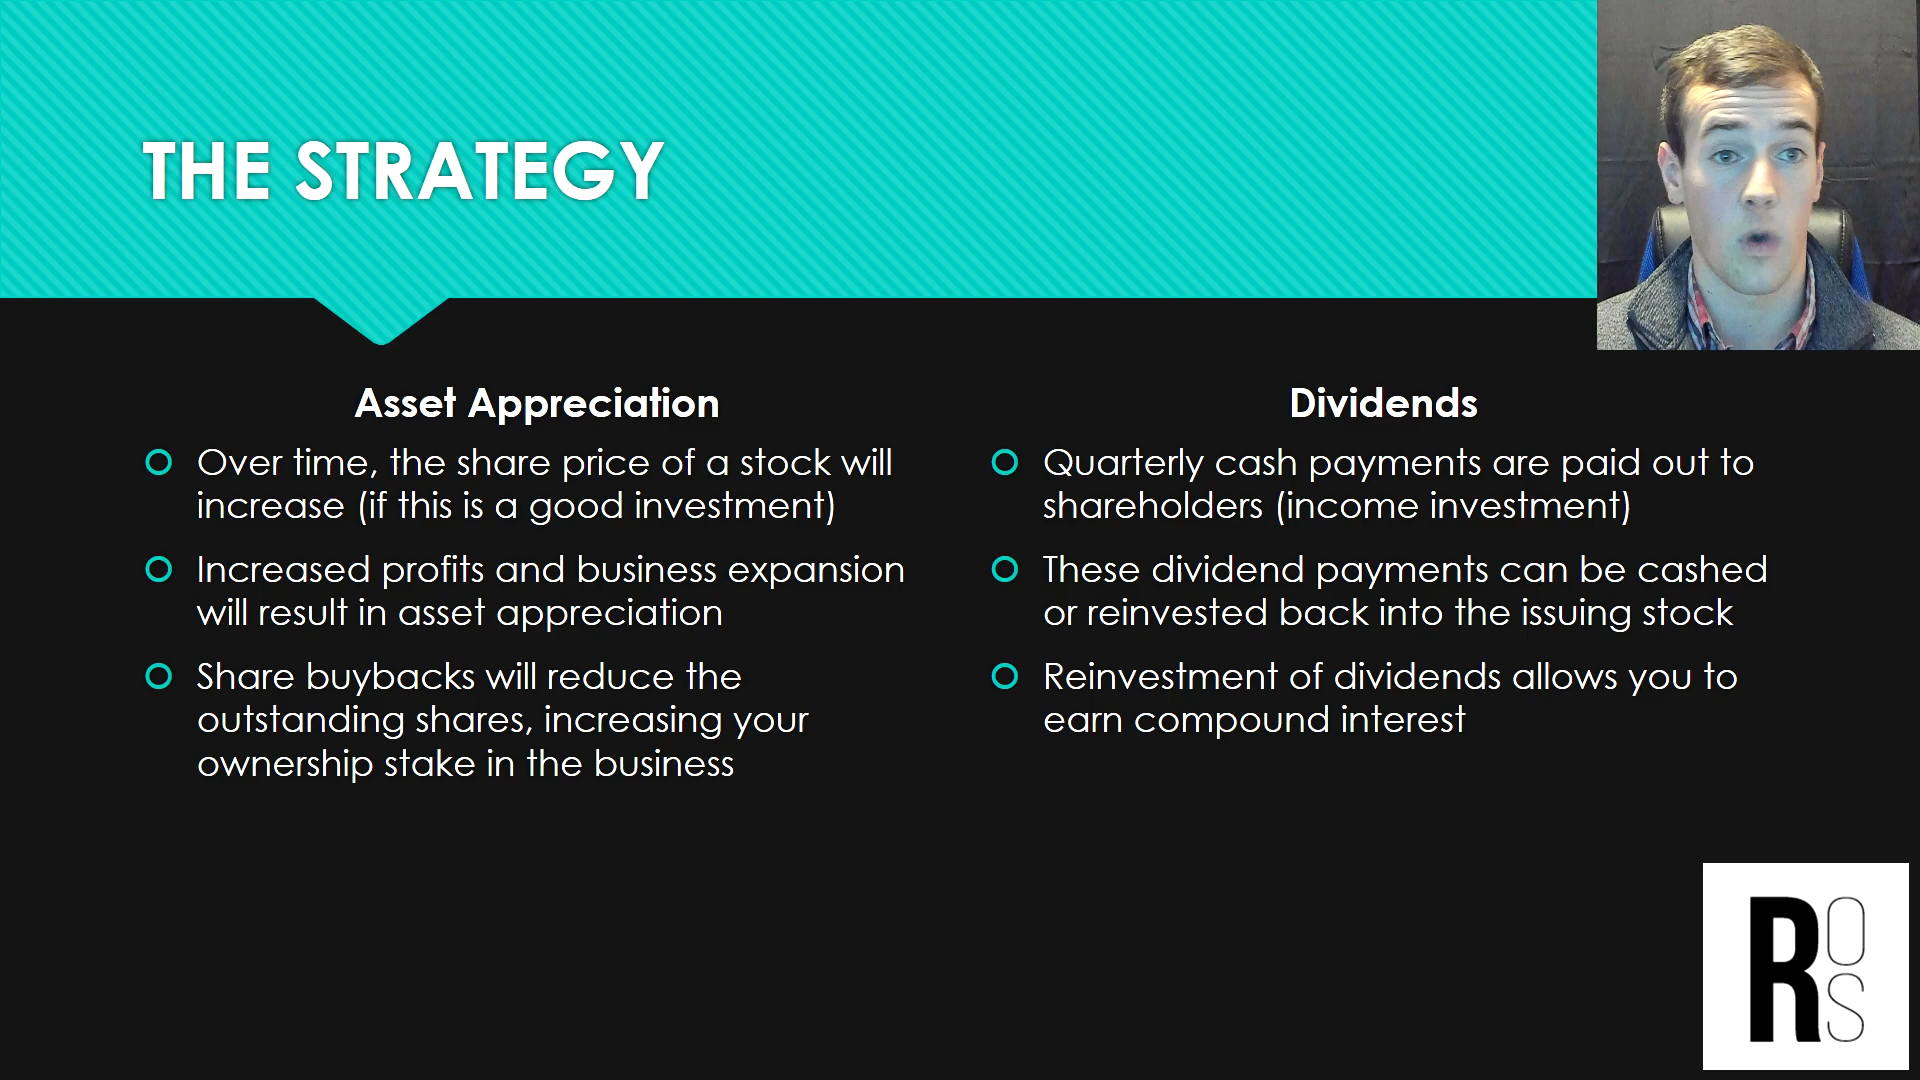 THE STRATEGY
Asset Appreciation
Over time, the share price of a stock will
increase (if this is a good investment)
Increased profits and business expansion
will result in asset appreciation
Share buybacks will reduce the
outstanding shares, increasing your
ownership stake in the business
Dividends
Quarterly cash payments are paid out to
shareholders (income investment)
These dividend payments can be cashed
or reinvested back into the issuing stock
Reinvestment of dividends allows you to
earn compound interest
ROS